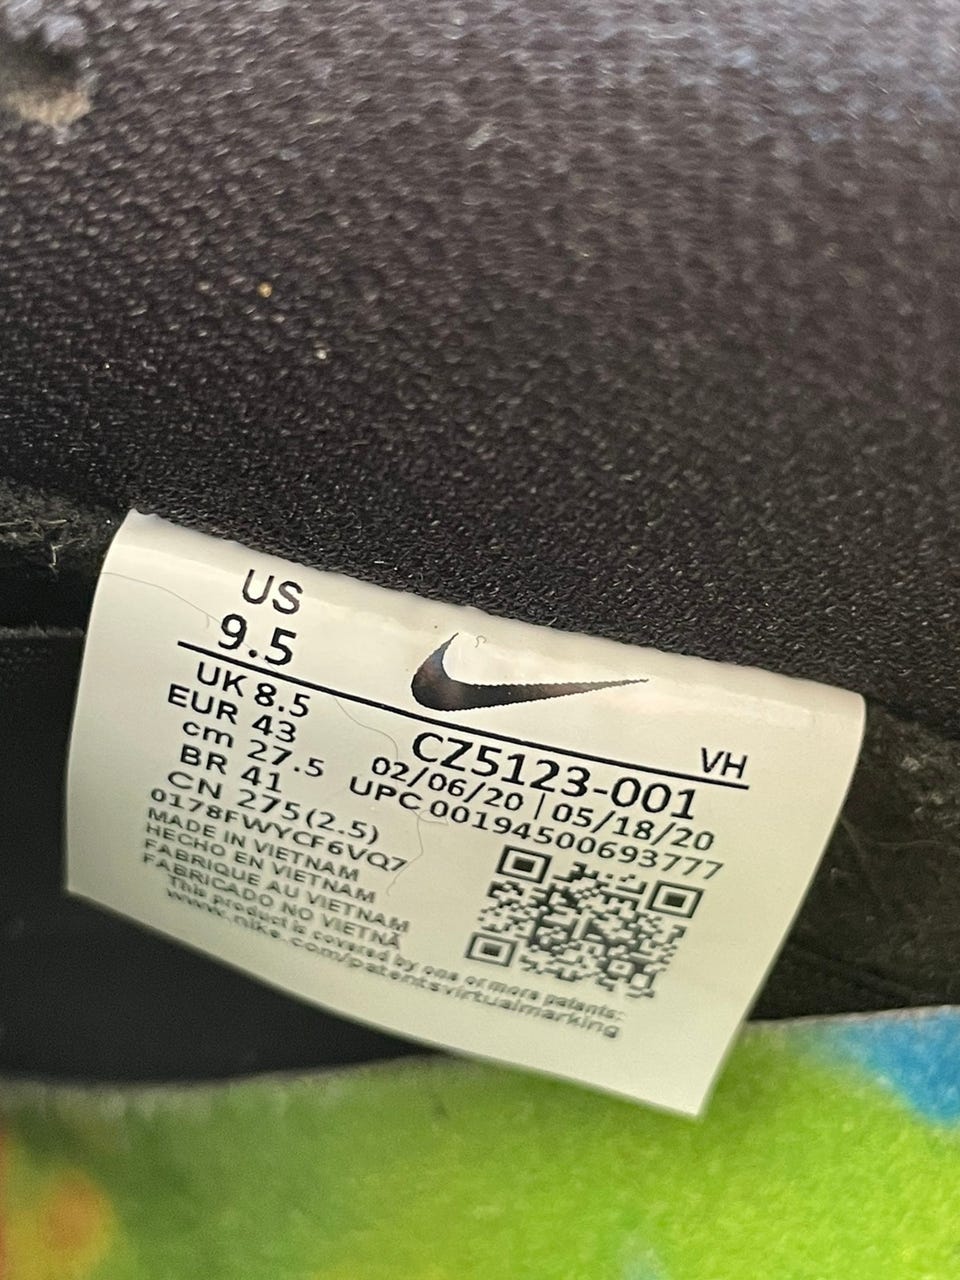 US
9.5
UK 8.5
EUR 43
cm 27.5
BR 41
CN 275(2.5)
0178FWYCF6VQ7
MADE IN VIETNAM
HECHO EN VIETNAM
FABRIQUE AU VIETNAM
FABRICADO NO VIETNÃ
This product is covered by one or more patents:
www.nike.com/patentsvirtualmarking
VH
CZ5123-001
02/06/20 | 05/18/20
UPC 00194500693777